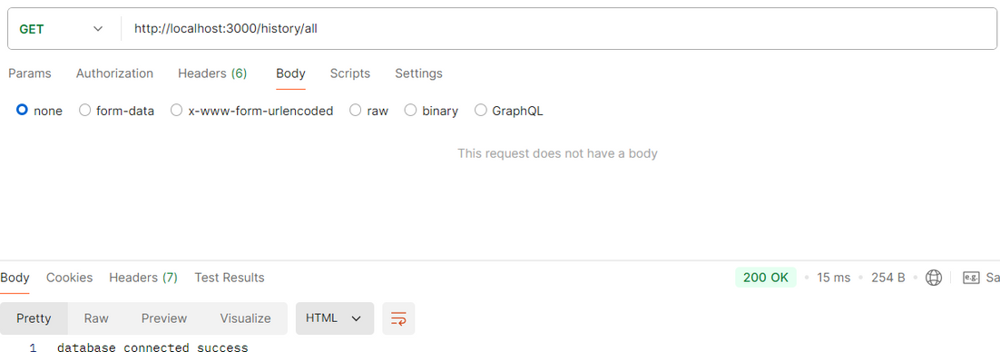 GET http://localhost:3000/history/all
Params Authorization Headers (6) Body Scripts Settings
none form-data x-www-form-urlencoded raw binary GraphQL
This request does not have a body
Body Cookies Headers (7) Test Results 200 OK 15 ms 254 B e.g. Sa
Pretty Raw Preview Visualize HTML
1 database connected success